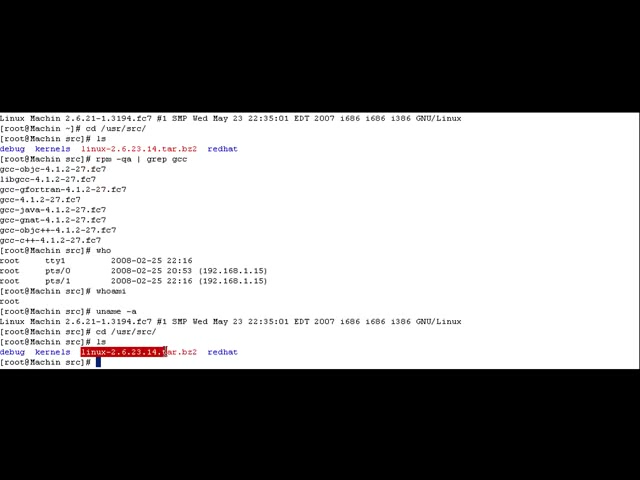 Linux Machin 2.6.21-1.3194.fc7 #1 SMP Wed May 23 22:35:01 EDT 2007 i686 i686 i386 GNU/Linux
[root@Machin ~]# cd /usr/src/
[root@Machin src]# ls
debug  kernels  linux-2.6.23.14.tar.bz2  redhat
[root@Machin src]# rpm -qa | grep gcc
gcc-objc-4.1.2-27.fc7
libgcc-4.1.2-27.fc7
gcc-gfortran-4.1.2-27.fc7
gcc-4.1.2-27.fc7
gcc-java-4.1.2-27.fc7
gcc-gnat-4.1.2-27.fc7
gcc-objc++-4.1.2-27.fc7
gcc-c++-4.1.2-27.fc7
[root@Machin src]# who
root     tty1         2008-02-25 22:16
root     pts/0        2008-02-25 20:53 (192.168.1.15)
root     pts/1        2008-02-25 22:16 (192.168.1.15)
[root@Machin src]# whoami
root
[root@Machin src]# uname -a
Linux Machin 2.6.21-1.3194.fc7 #1 SMP Wed May 23 22:35:01 EDT 2007 i686 i686 i386 GNU/Linux
[root@Machin src]# cd /usr/src/
[root@Machin src]# ls
debug  kernels  linux-2.6.23.14.tar.bz2  redhat
[root@Machin src]#